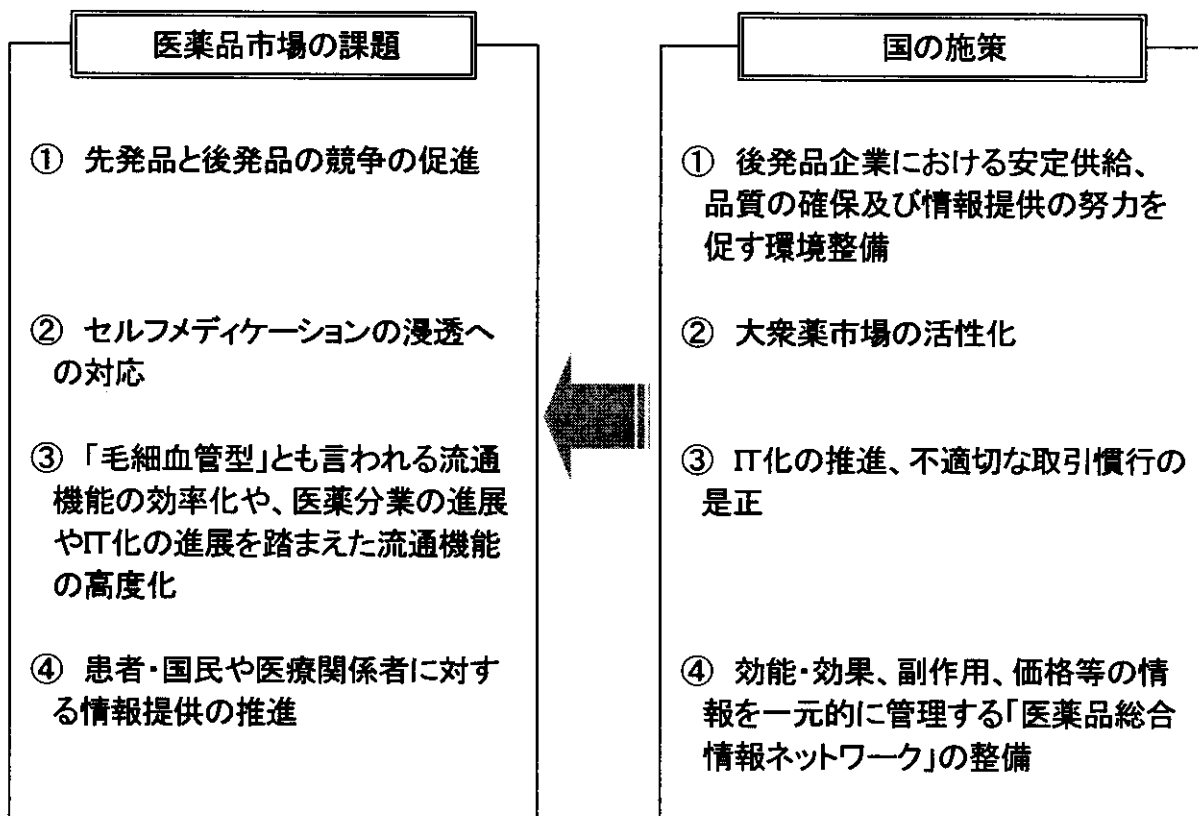 医薬品市場の課題
① 先発品と後発品の競争の促進
② セルフメディケーションの浸透へ
の対応
③ 「毛細血管型」とも言われる流通
機能の効率化や、医薬分業の進展
やIT化の進展を踏まえた流通機能
の高度化
④ 患者・国民や医療関係者に対す
る情報提供の推進
国の施策
① 後発品企業における安定供給、
品質の確保及び情報提供の努力を
促す環境整備
② 大衆薬市場の活性化
③ IT化の推進、不適切な取引慣行の
是正
④ 効能・効果、副作用、価格等の情
報を一元的に管理する「医薬品総合
情報ネットワーク」の整備